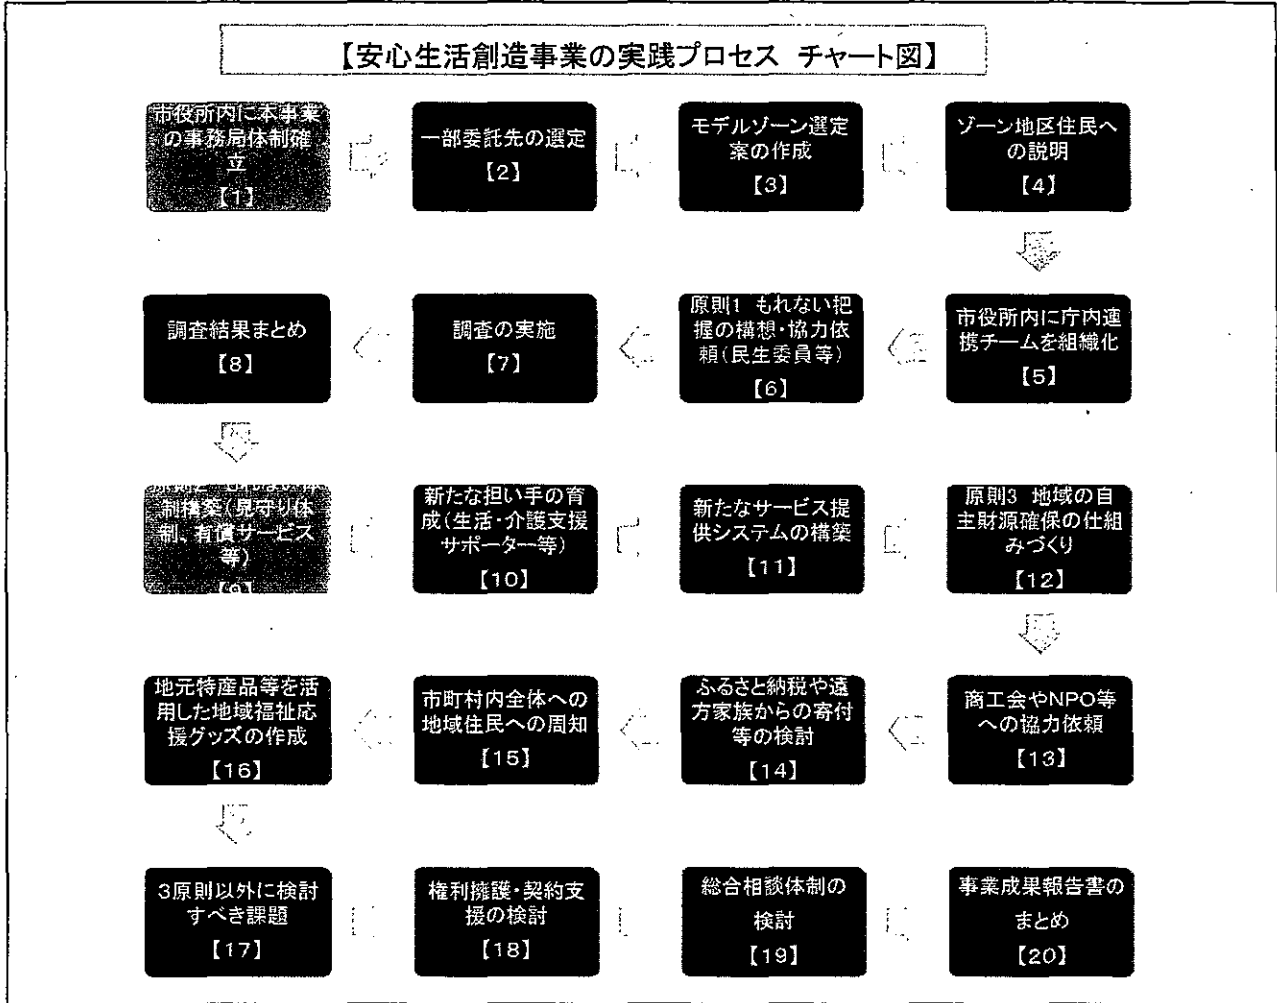 【安心生活創造事業の実践プロセス チャート図】
市役所内に本事業
の事務局体制確
立
【1】
一部委託先の選定
【2】
モデルゾーン選定
案の作成
【3】
ゾーン地区住民へ
の説明
【4】
市役所内に庁内連
携チームを組織化
【5】
原則1 もれない把
握の構想・協力依
頼(民生委員等)
【6】
調査の実施
【7】
調査結果まとめ
【8】
制構築(見守り体
制、有償サービス
等)
【9】
新たな担い手の育
成(生活・介護支援
サポーター等)
【10】
新たなサービス提
供システムの構築
【11】
原則3 地域の自
主財源確保の仕組
みづくり
【12】
商工会やNPO等
への協力依頼
【13】
ふるさと納税や遠
方家族からの寄付
等の検討
【14】
市町村内全体への
地域住民への周知
【15】
地元特産品等を活
用した地域福祉応
援グッズの作成
【16】
3原則以外に検討
すべき課題
【17】
権利擁護・契約支
援の検討
【18】
総合相談体制の
検討
【19】
事業成果報告書の
まとめ
【20】